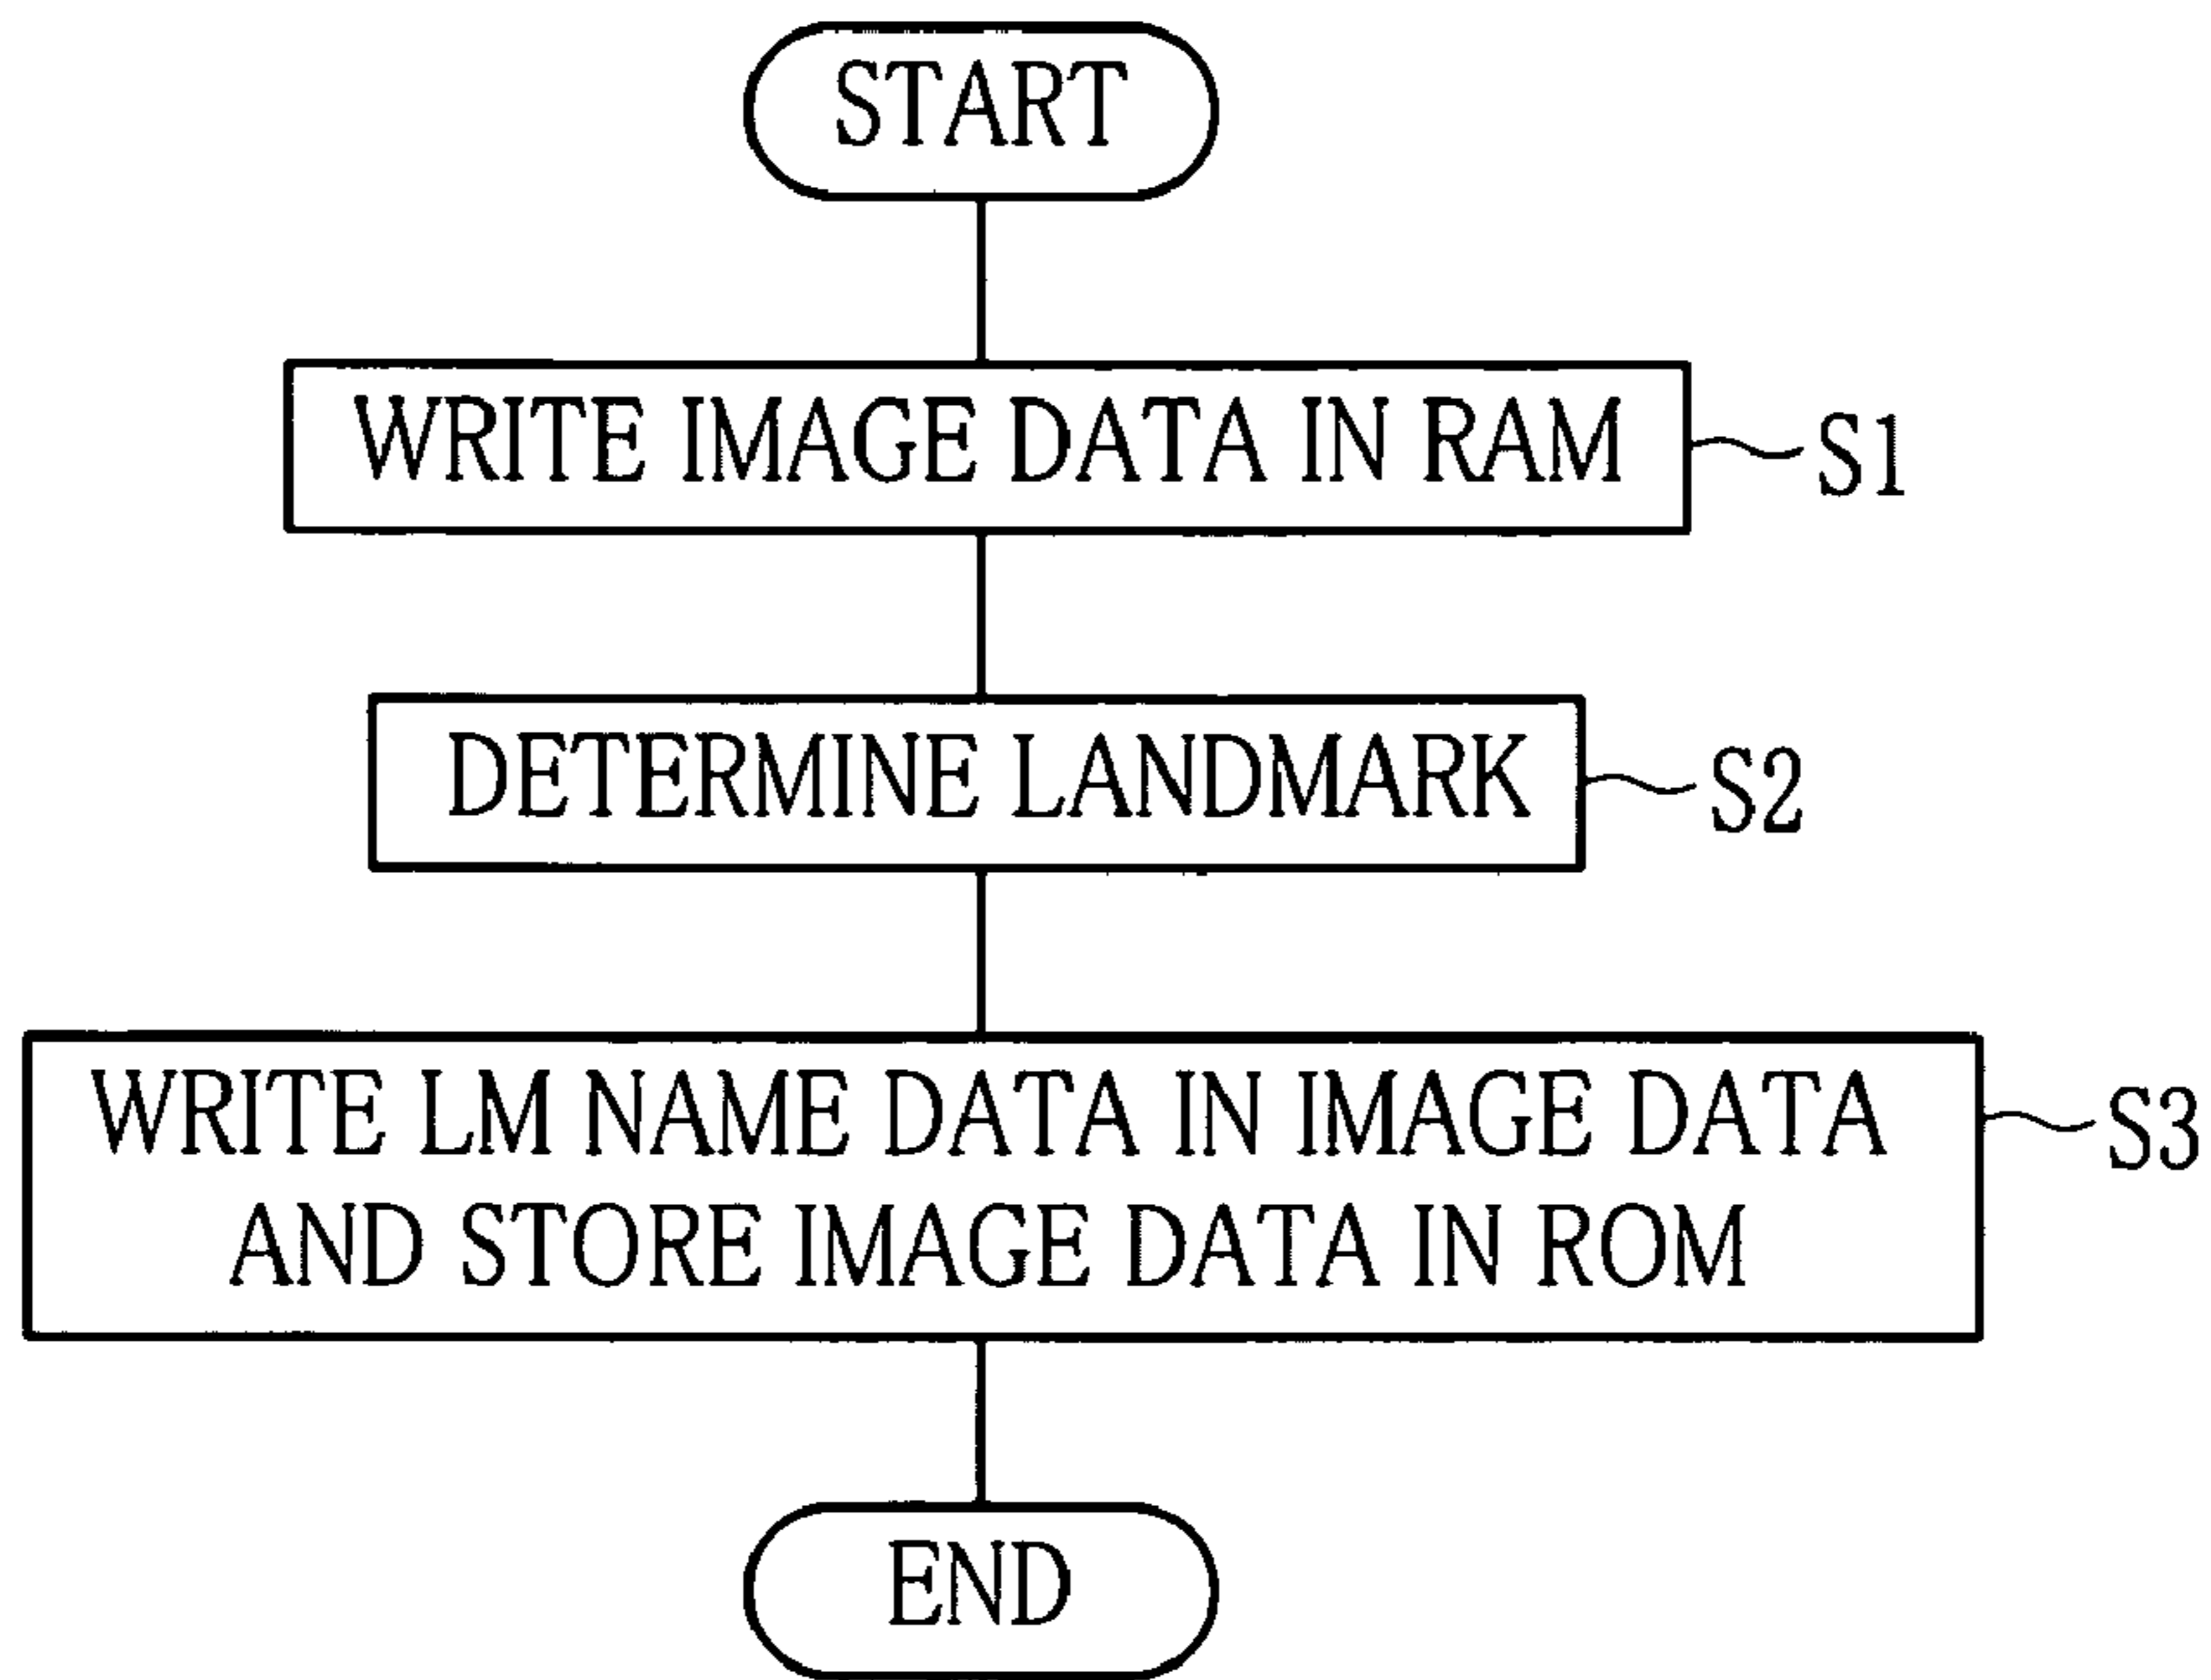 START
WRITE IMAGE DATA IN RAM
S1
DETERMINE LANDMARK
S2
WRITE LM NAME DATA IN IMAGE DATA
S3
AND STORE IMAGE DATA IN ROM
END